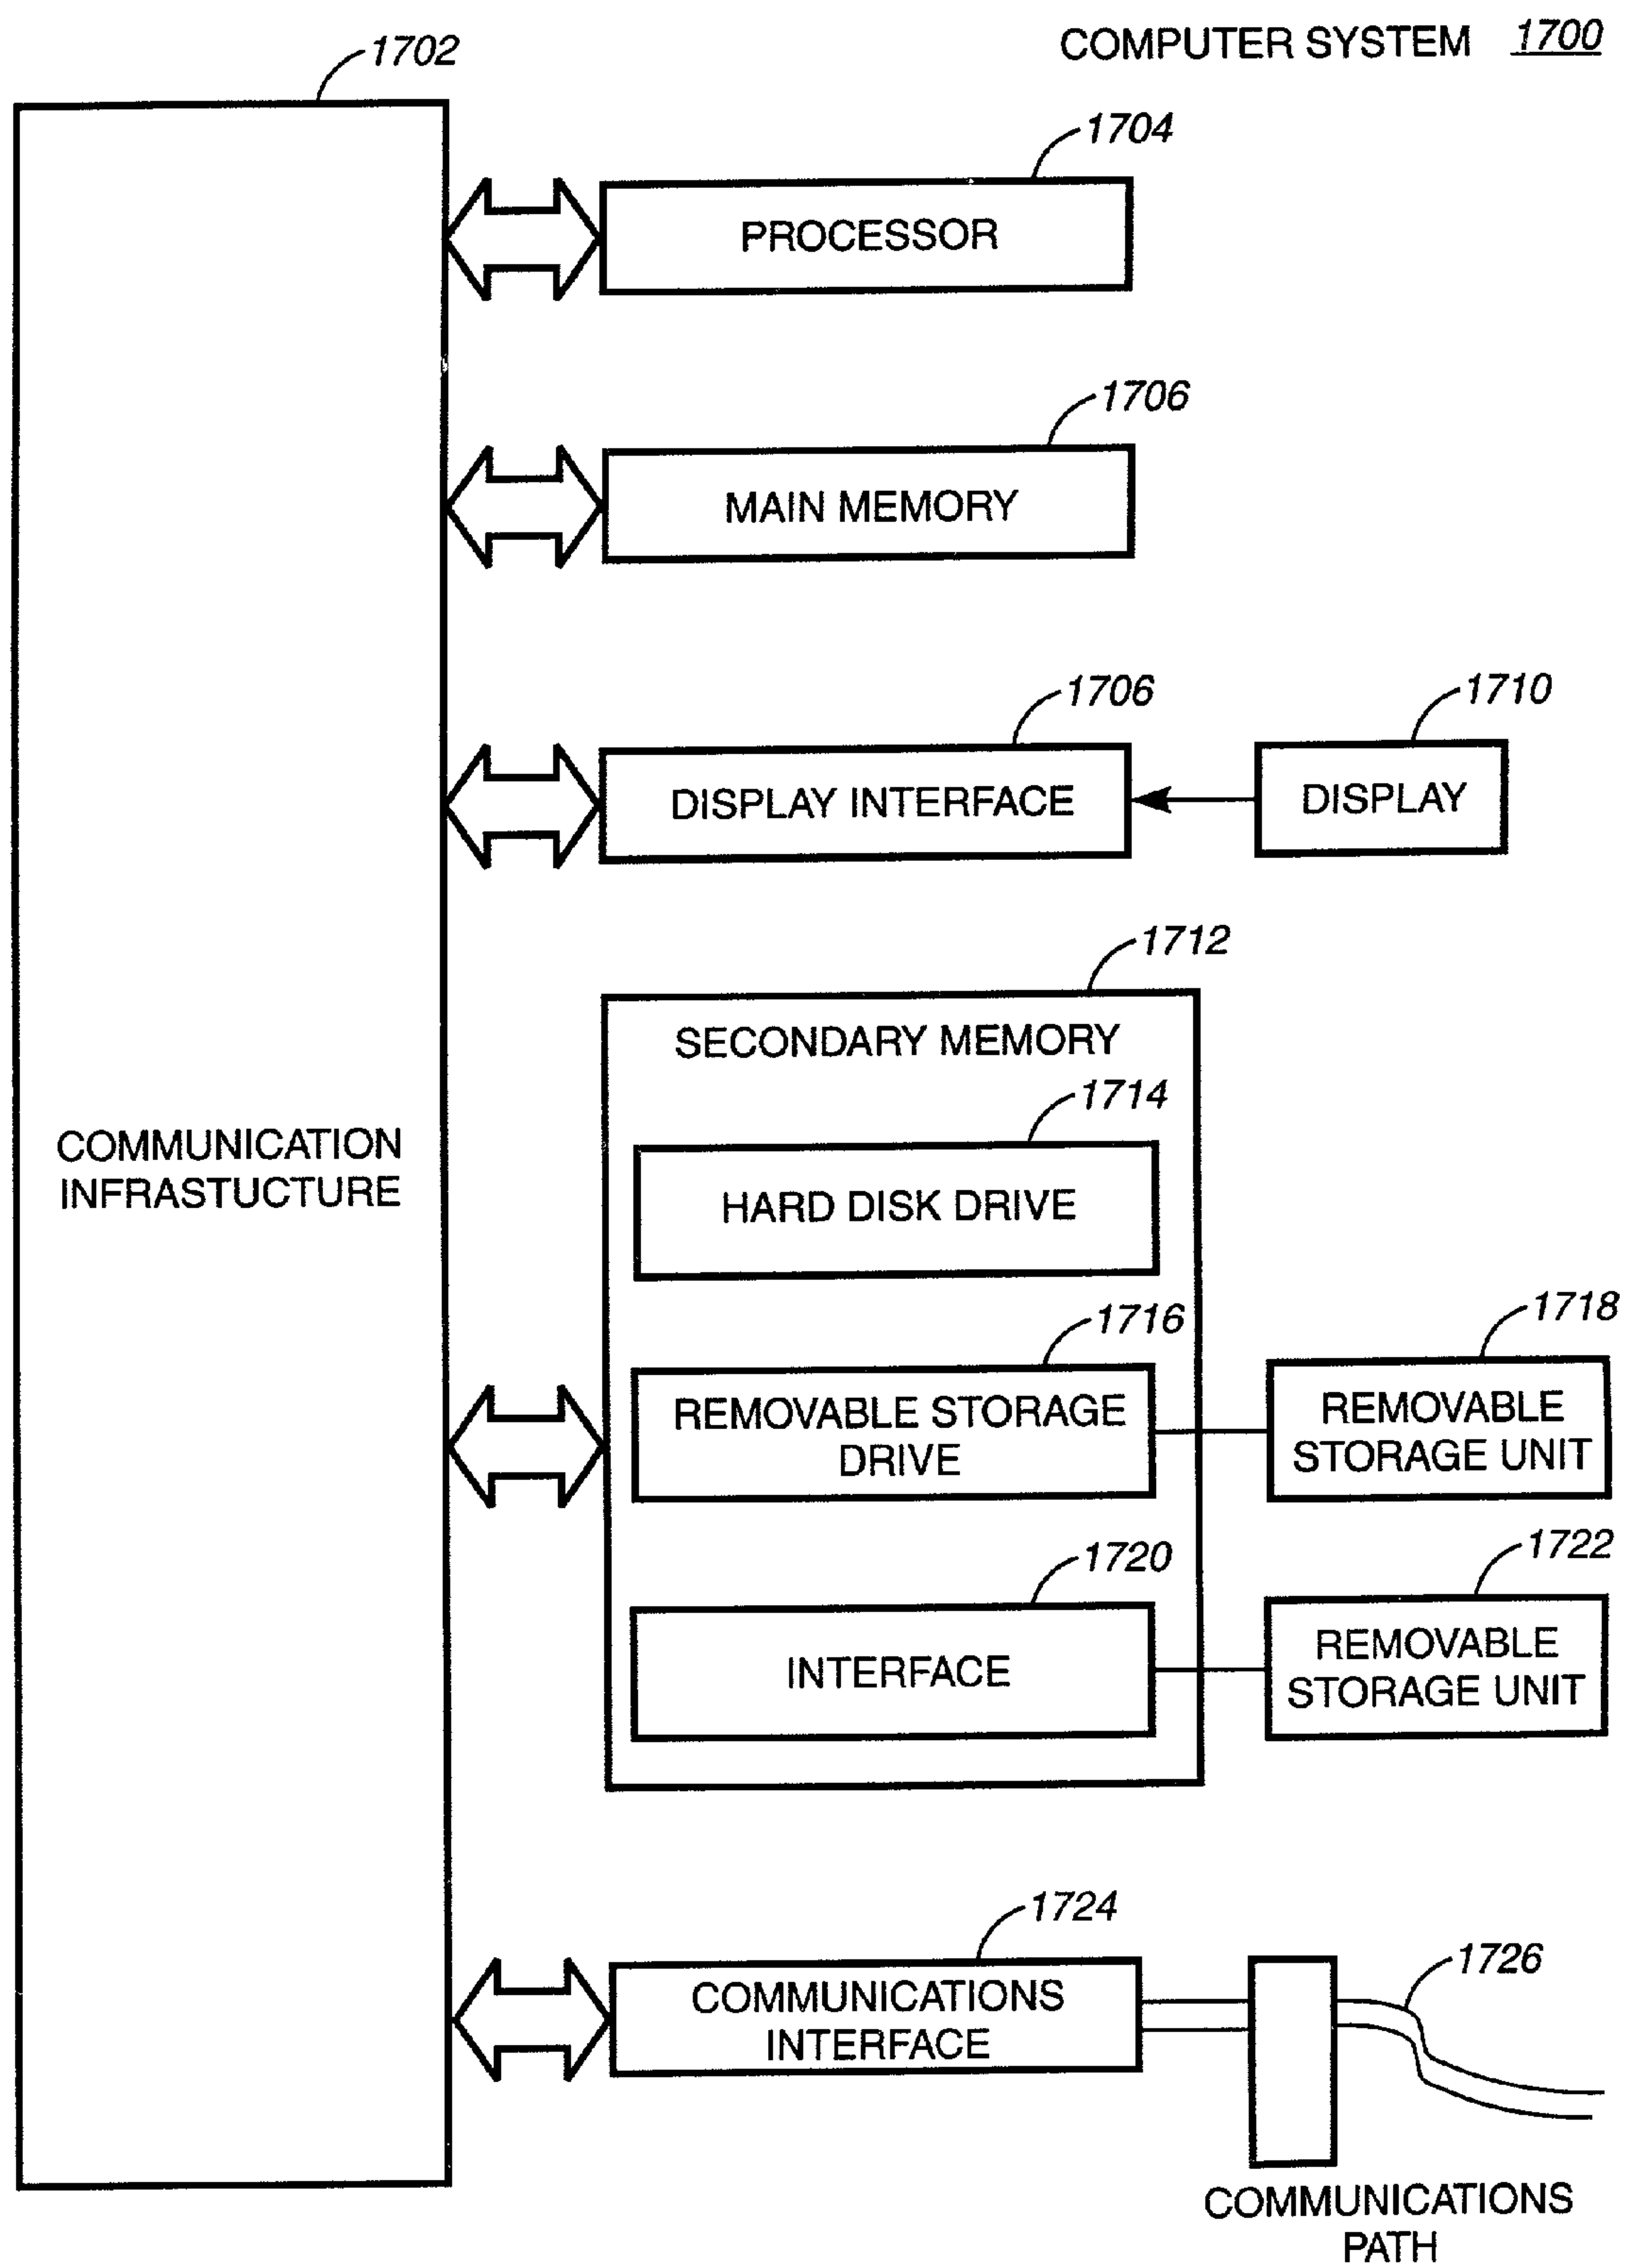 COMPUTER SYSTEM 1700
1702
1704
PROCESSOR
1706
MAIN MEMORY
1706
DISPLAY INTERFACE
1710
DISPLAY
1712
SECONDARY MEMORY
1714
HARD DISK DRIVE
COMMUNICATION
INFRASTUCTURE
1716
REMOVABLE STORAGE
DRIVE
1718
REMOVABLE
STORAGE UNIT
1720
INTERFACE
1722
REMOVABLE
STORAGE UNIT
1724
COMMUNICATIONS
INTERFACE
1726
COMMUNICATIONS
PATH